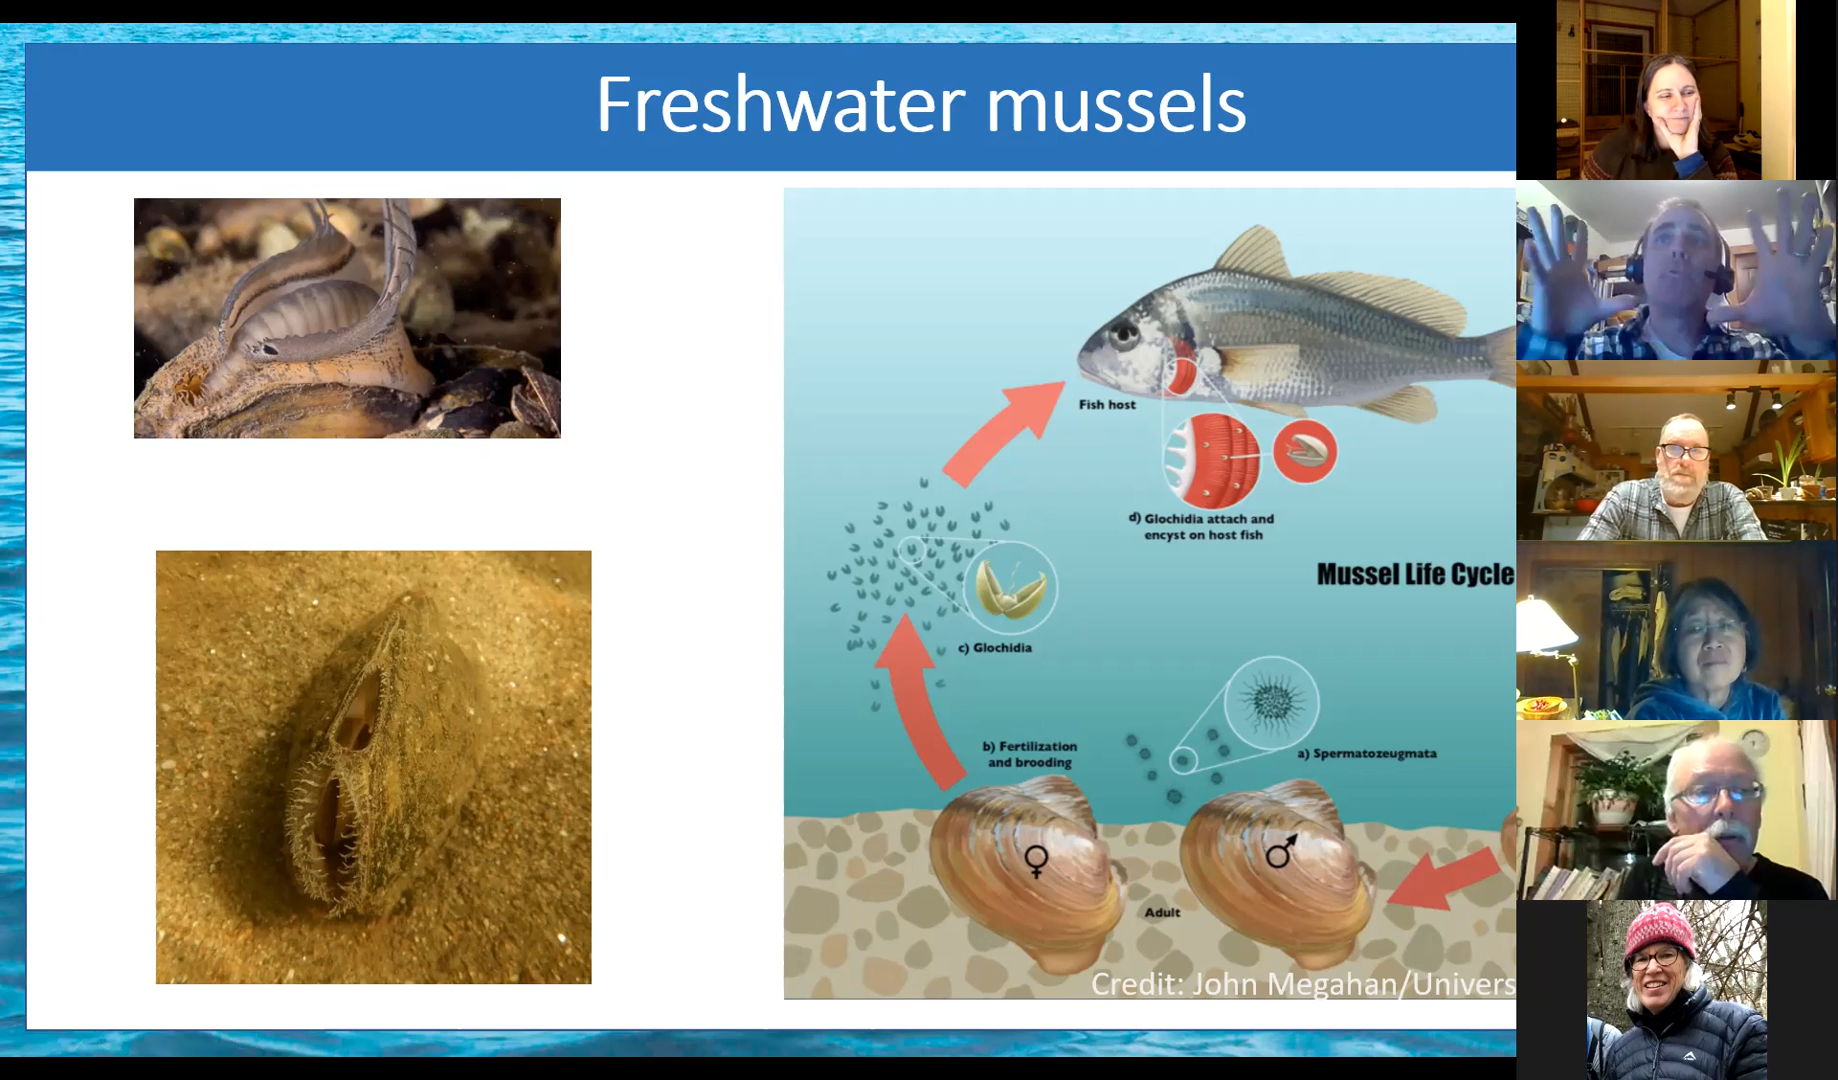 Freshwater mussels
Fish host
d) Glochidia attach and
encyst on host fish
Mussel Life Cycle
c) Glochidia
b) Fertilization
and brooding
a) Spermatozeugmata
Adult
Credit: John Megahan/Univers